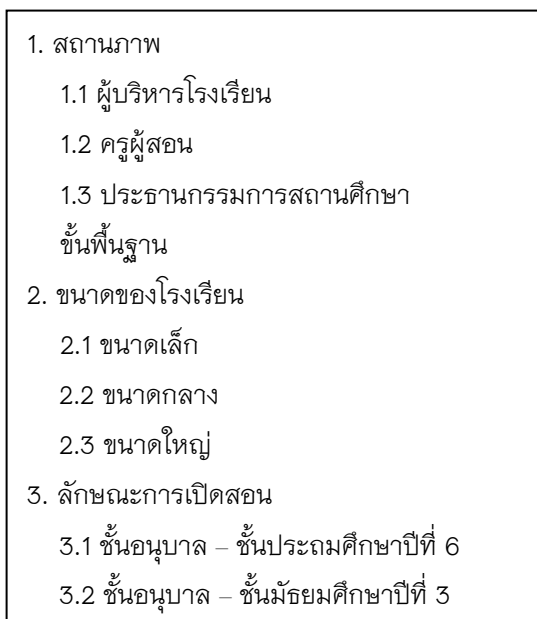 1. สถานภาพ
1.1 ผู้บริหารโรงเรียน
1.2 ครูผู้สอน
1.3 ประธานกรรมการสถานศึกษา
ขั้นพื้นฐาน
2. ขนาดของโรงเรียน
2.1 ขนาดเล็ก
2.2 ขนาดกลาง
2.3 ขนาดใหญ่
3. ลักษณะการเปิดสอน
3.1 ชั้นอนุบาล – ชั้นประถมศึกษาปีที่ 6
3.2 ชั้นอนุบาล – ชั้นมัธยมศึกษาปีที่ 3